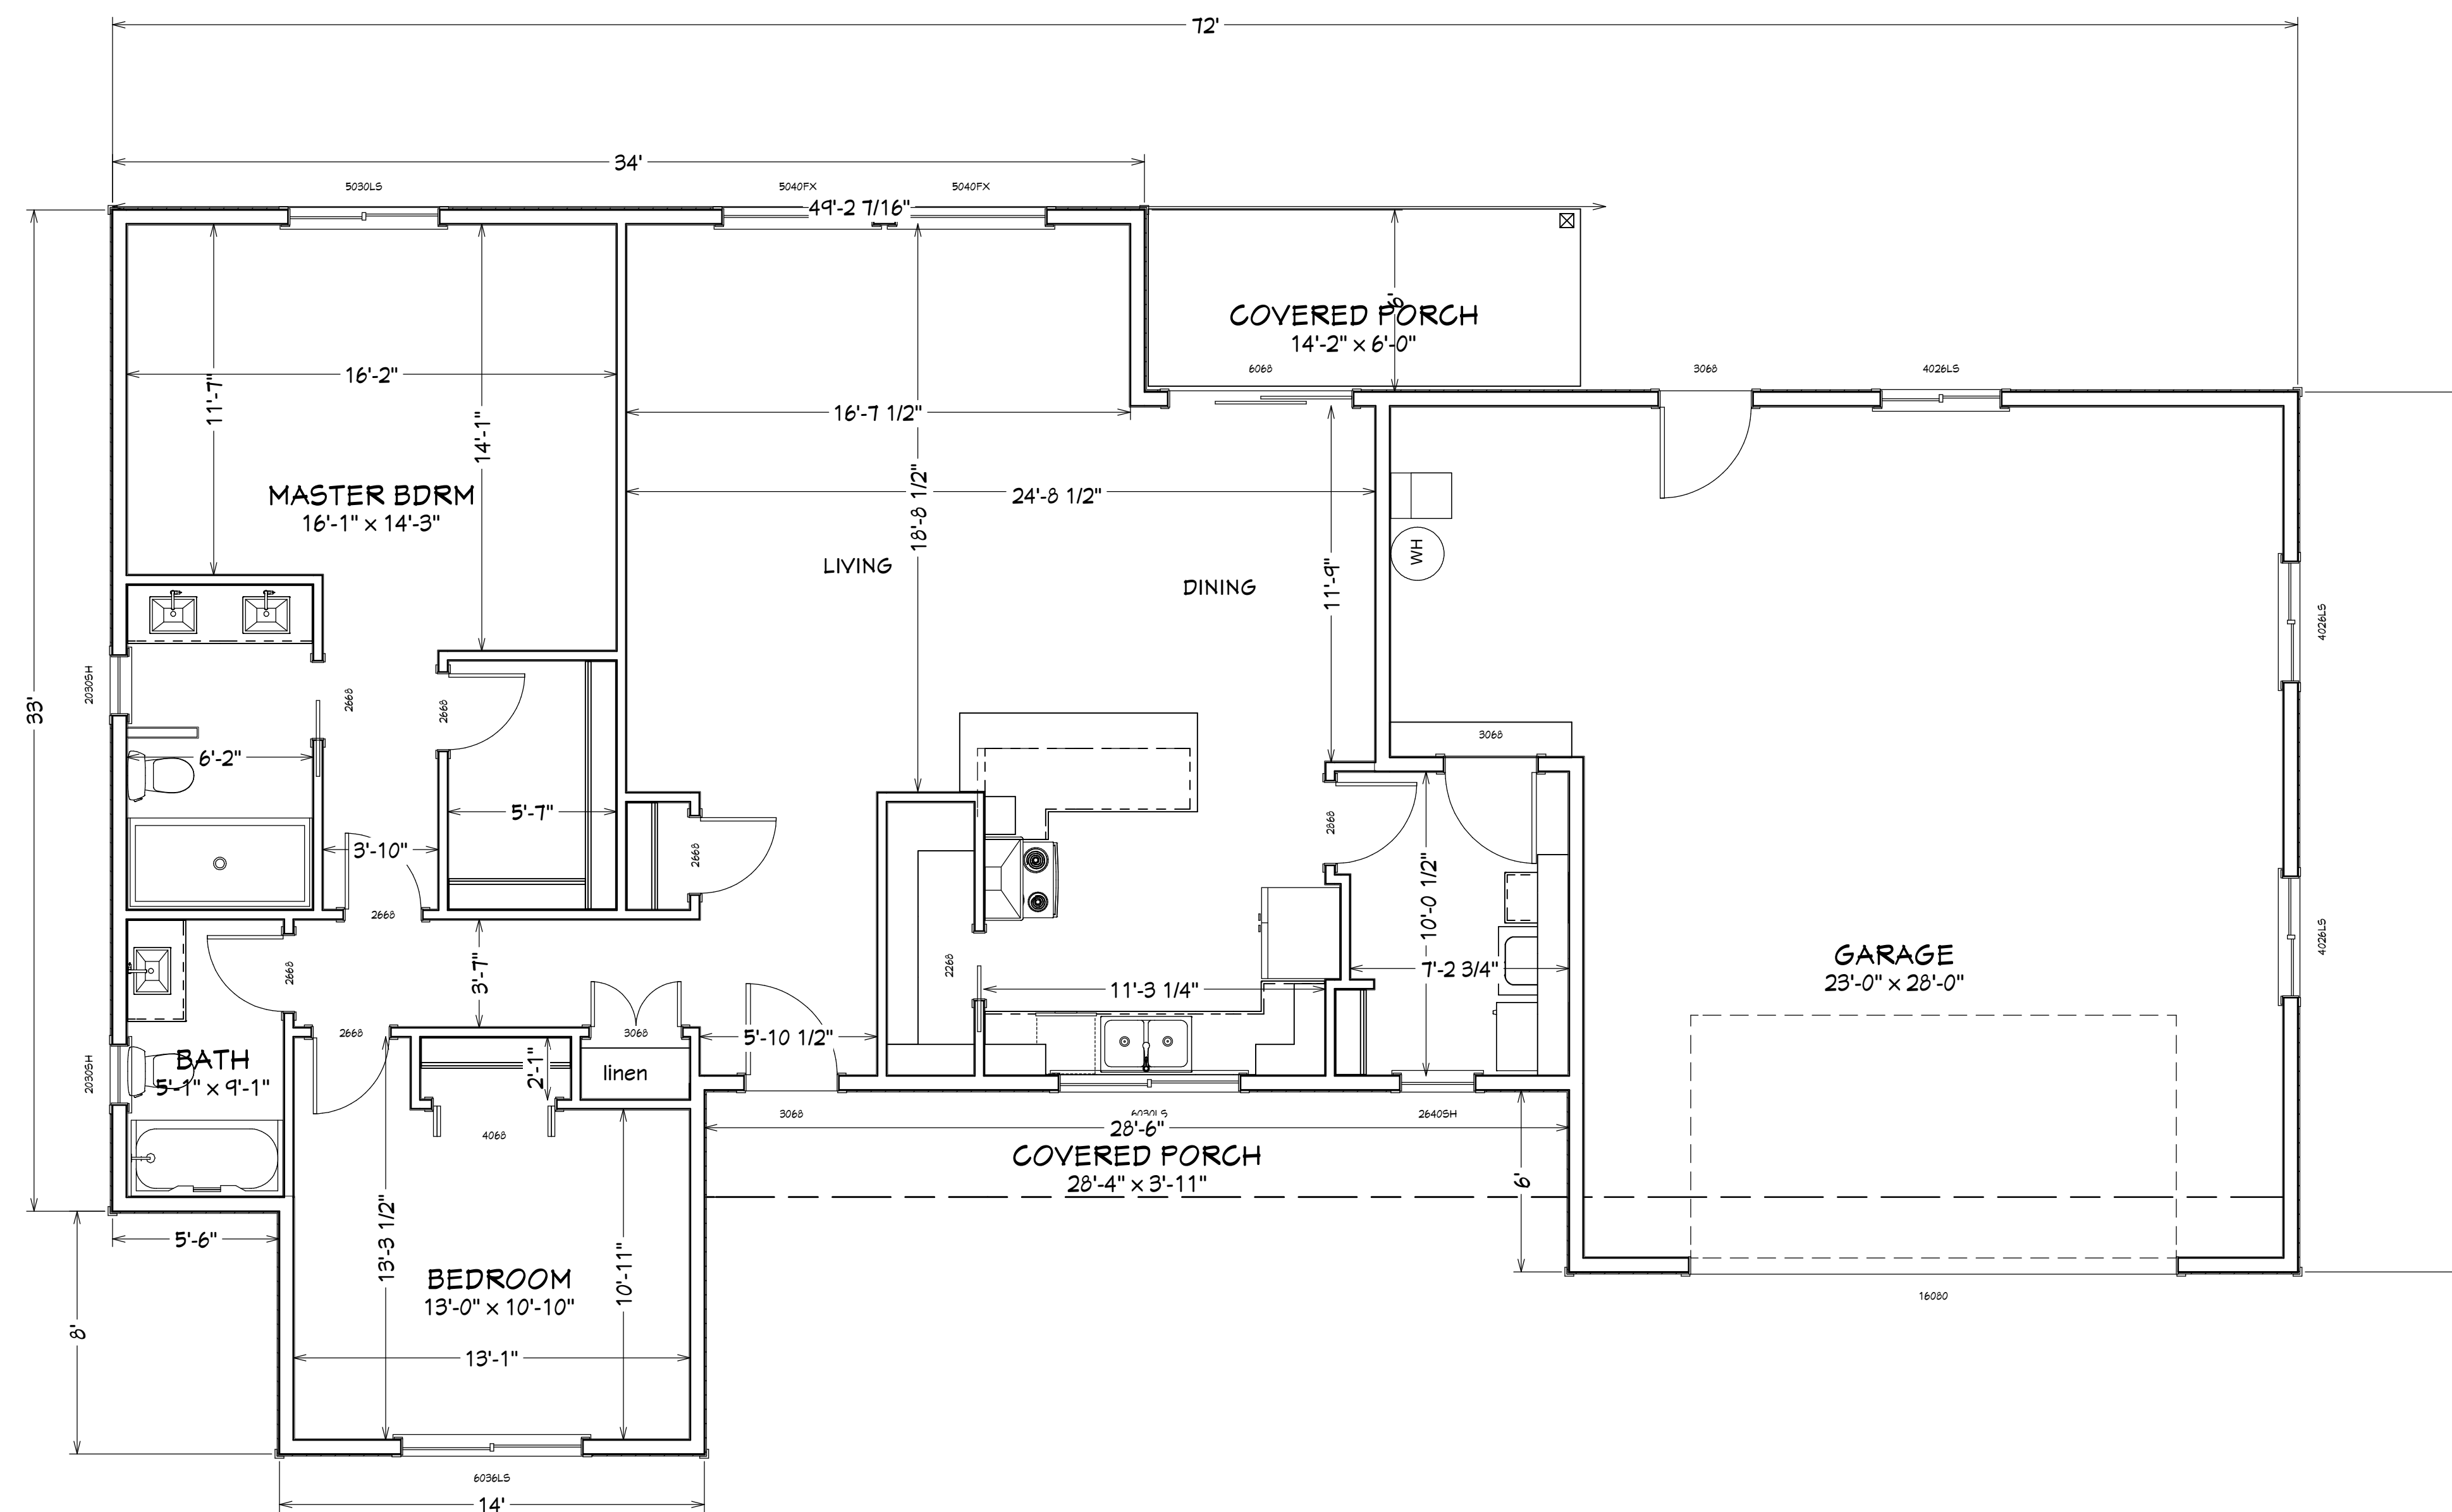 72'
34'
5030LS
5040FX
5040FX
49'-2 7/16"
COVERED PORCH
14'-2" x 6'-0"
6'
6068
3068
4026LS
16'-2"
11'-7"
14'-1"
16'-7 1/2"
MASTER BDRM
16'-1" x 14'-3"
24'-8 1/2"
18'-8 1/2"
LIVING
DINING
11'-9"
WH
4026LS
33'
2030SH
2668
2668
3068
6'-2"
5'-7"
3'-10"
2668
2868
2668
10'-0 1/2"
GARAGE
23'-0" x 28'-0"
4026LS
2668
3'-7"
2268
7'-2 3/4"
11'-3 1/4"
2668
3068
5'-10 1/2"
2030SH
BATH
5'-1" x 9'-1"
2'-1"
linen
4068
3068
6030LS
2640SH
28'-6"
COVERED PORCH
28'-4" x 3'-11"
6'
5'-6"
13'-3 1/2"
BEDROOM
13'-0" x 10'-10"
10'-11"
16080
8'
13'-1"
6036LS
14'